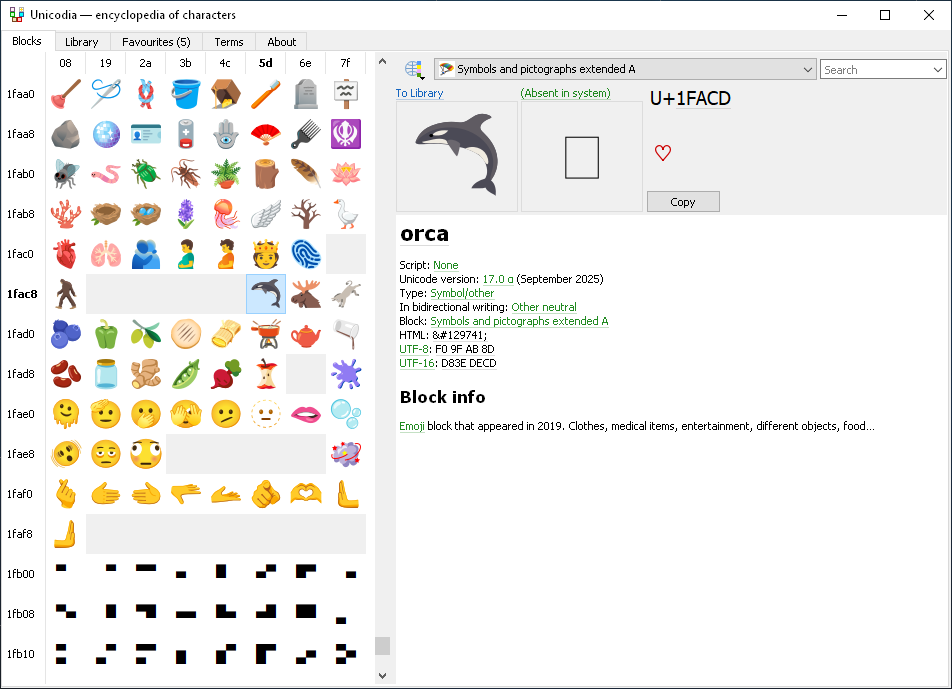 Unicodia — encyclopedia of characters
Blocks Library Favourites (5) Terms About
08 19 2a 3b 4c 5d 6e 7f
1faa0
1faa8
1fab0
1fab8
1fac0
1fac8
1fad0
1fad8
1fae0
1fae8
1faf0
1faf8
1fb00
1fb08
1fb10
Symbols and pictographs extended A
Search
To Library
(Absent in system)
U+1FACD
Copy
orca
Script: None
Unicode version: 17.0 α (September 2025)
Type: Symbol/other
In bidirectional writing: Other neutral
Block: Symbols and pictographs extended A
HTML: &#129741;
UTF-8: F0 9F AB 8D
UTF-16: D83E DECD
Block info
Emoji block that appeared in 2019. Clothes, medical items, entertainment, different objects, food...